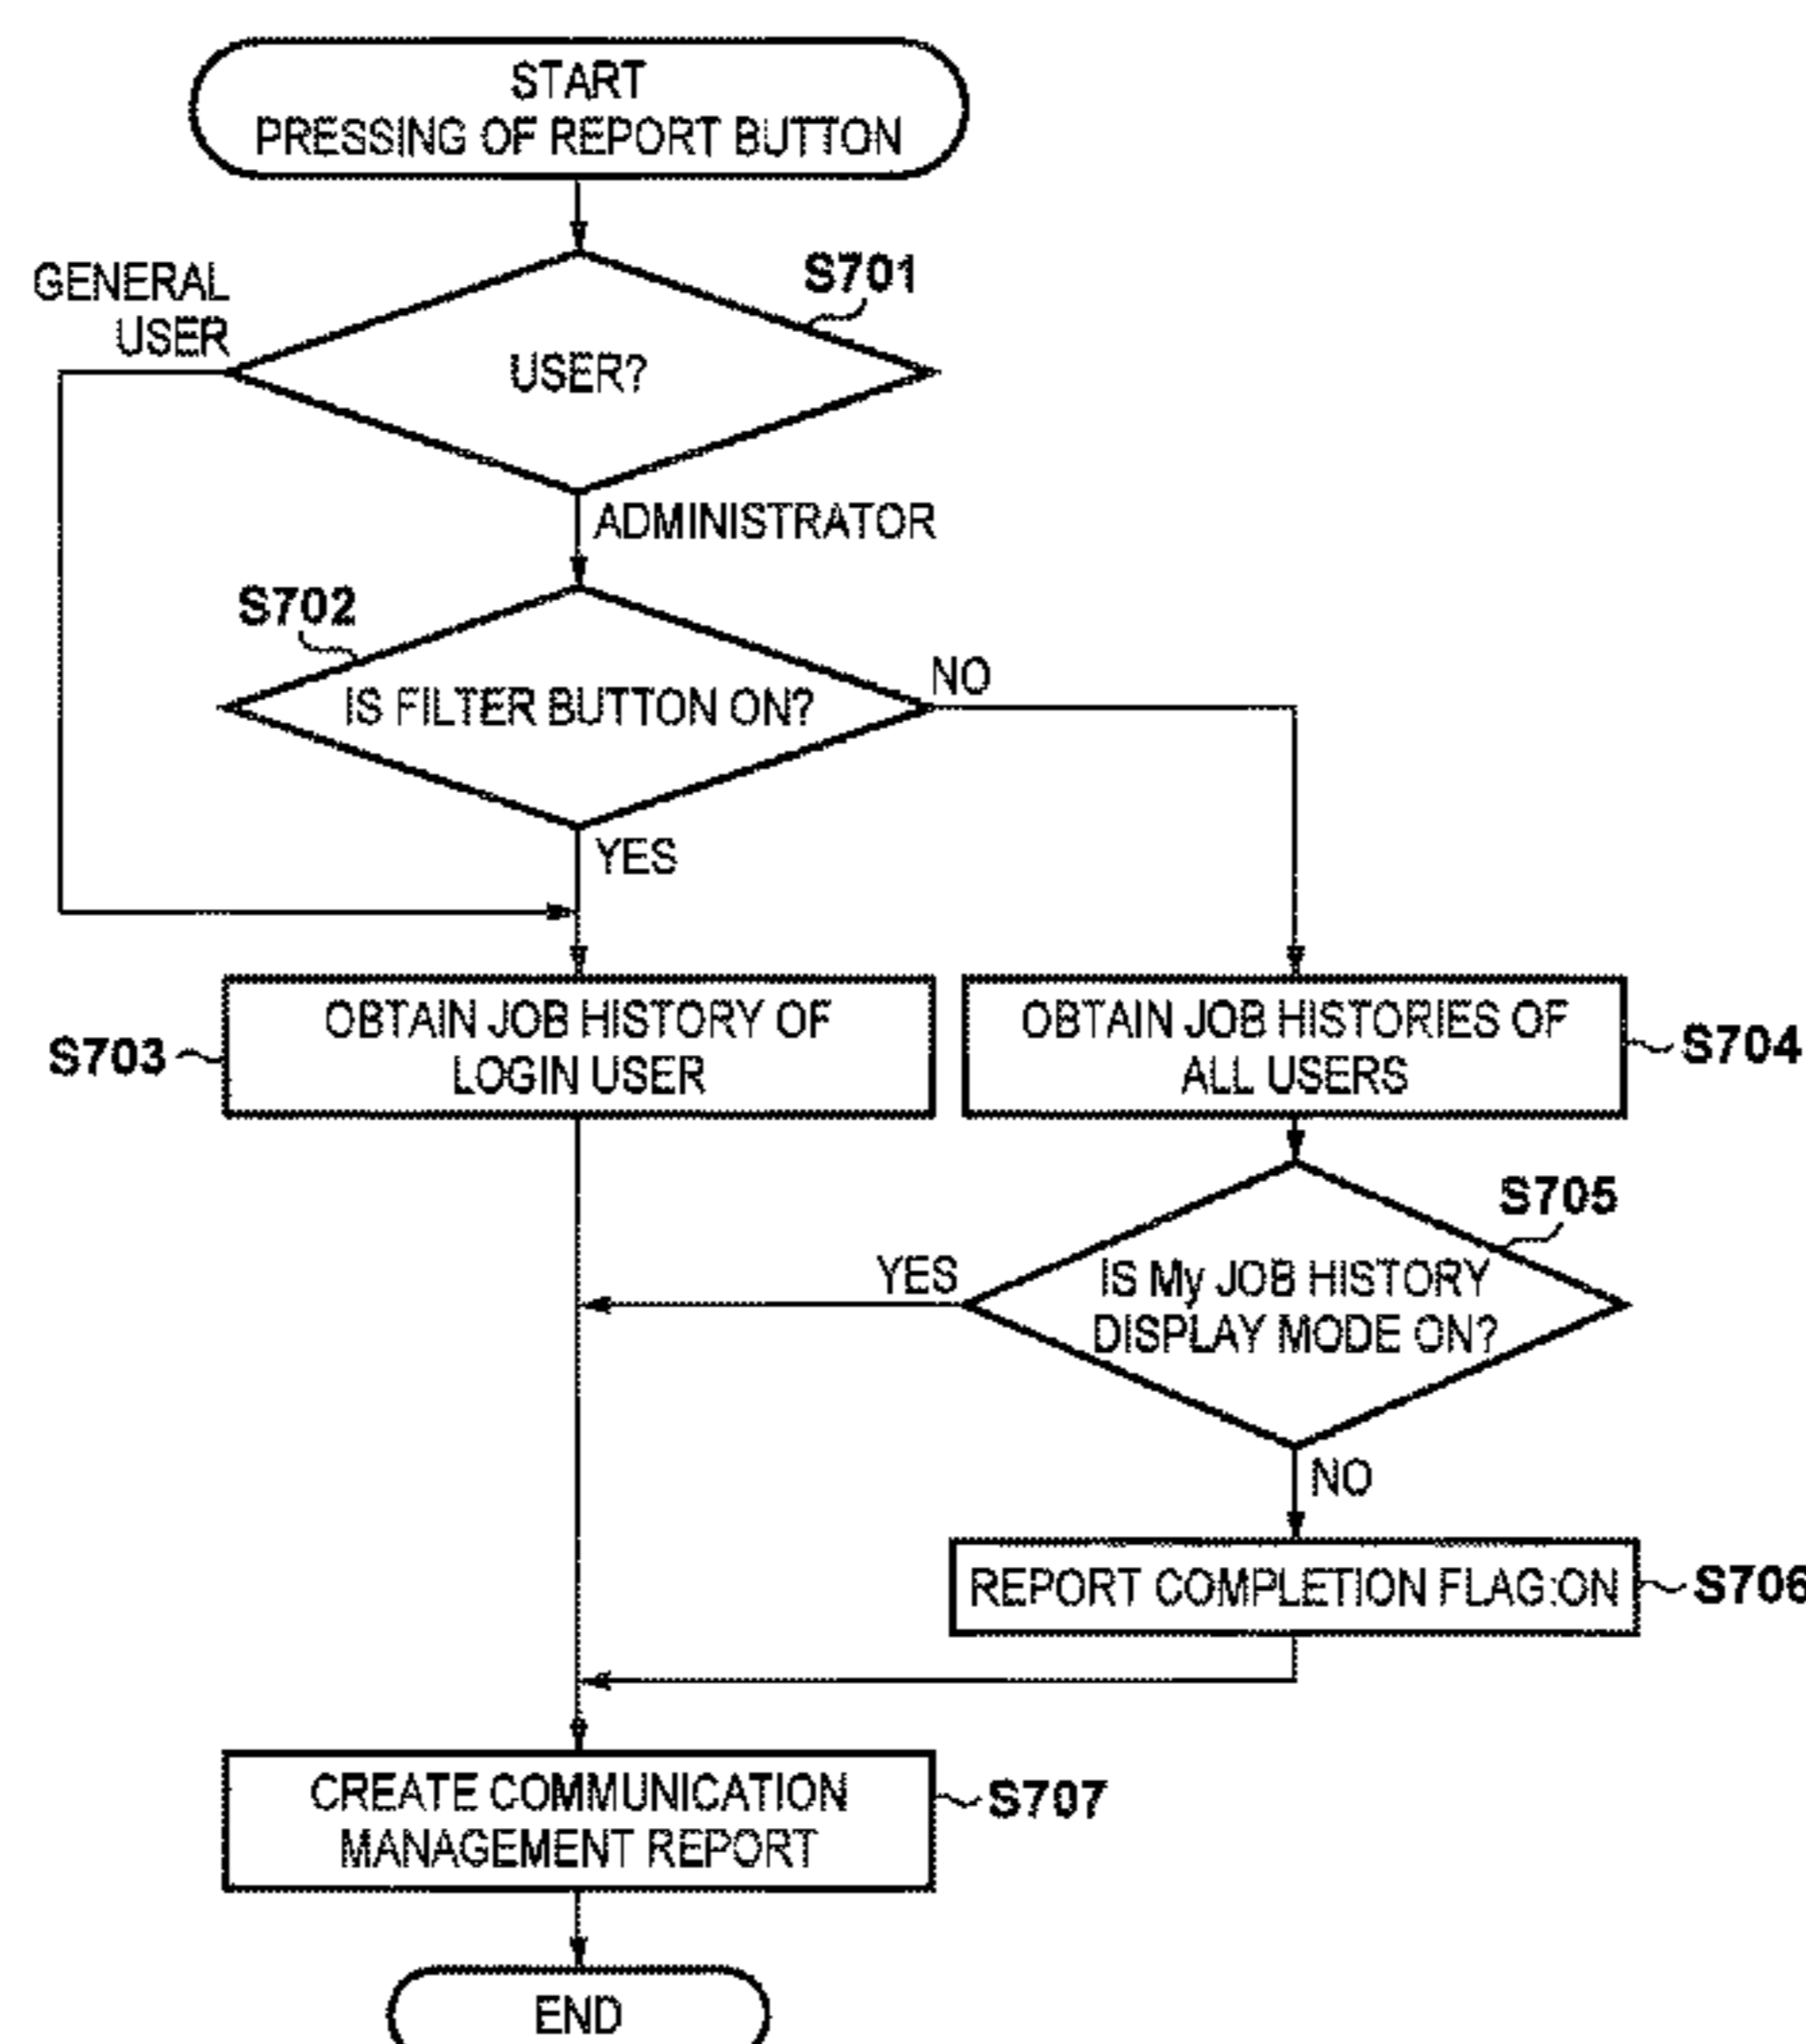 START
PRESSING OF REPORT BUTTON
GENERAL
USER
S701
USER?
ADMINISTRATOR
S702
IS FILTER BUTTON ON?
NO
YES
S703
OBTAIN JOB HISTORY OF
LOGIN USER
OBTAIN JOB HISTORIES OF
ALL USERS
S704
S705
YES
IS My JOB HISTORY
DISPLAY MODE ON?
NO
REPORT COMPLETION FLAG:ON
S706
CREATE COMMUNICATION
MANAGEMENT REPORT
S707
END